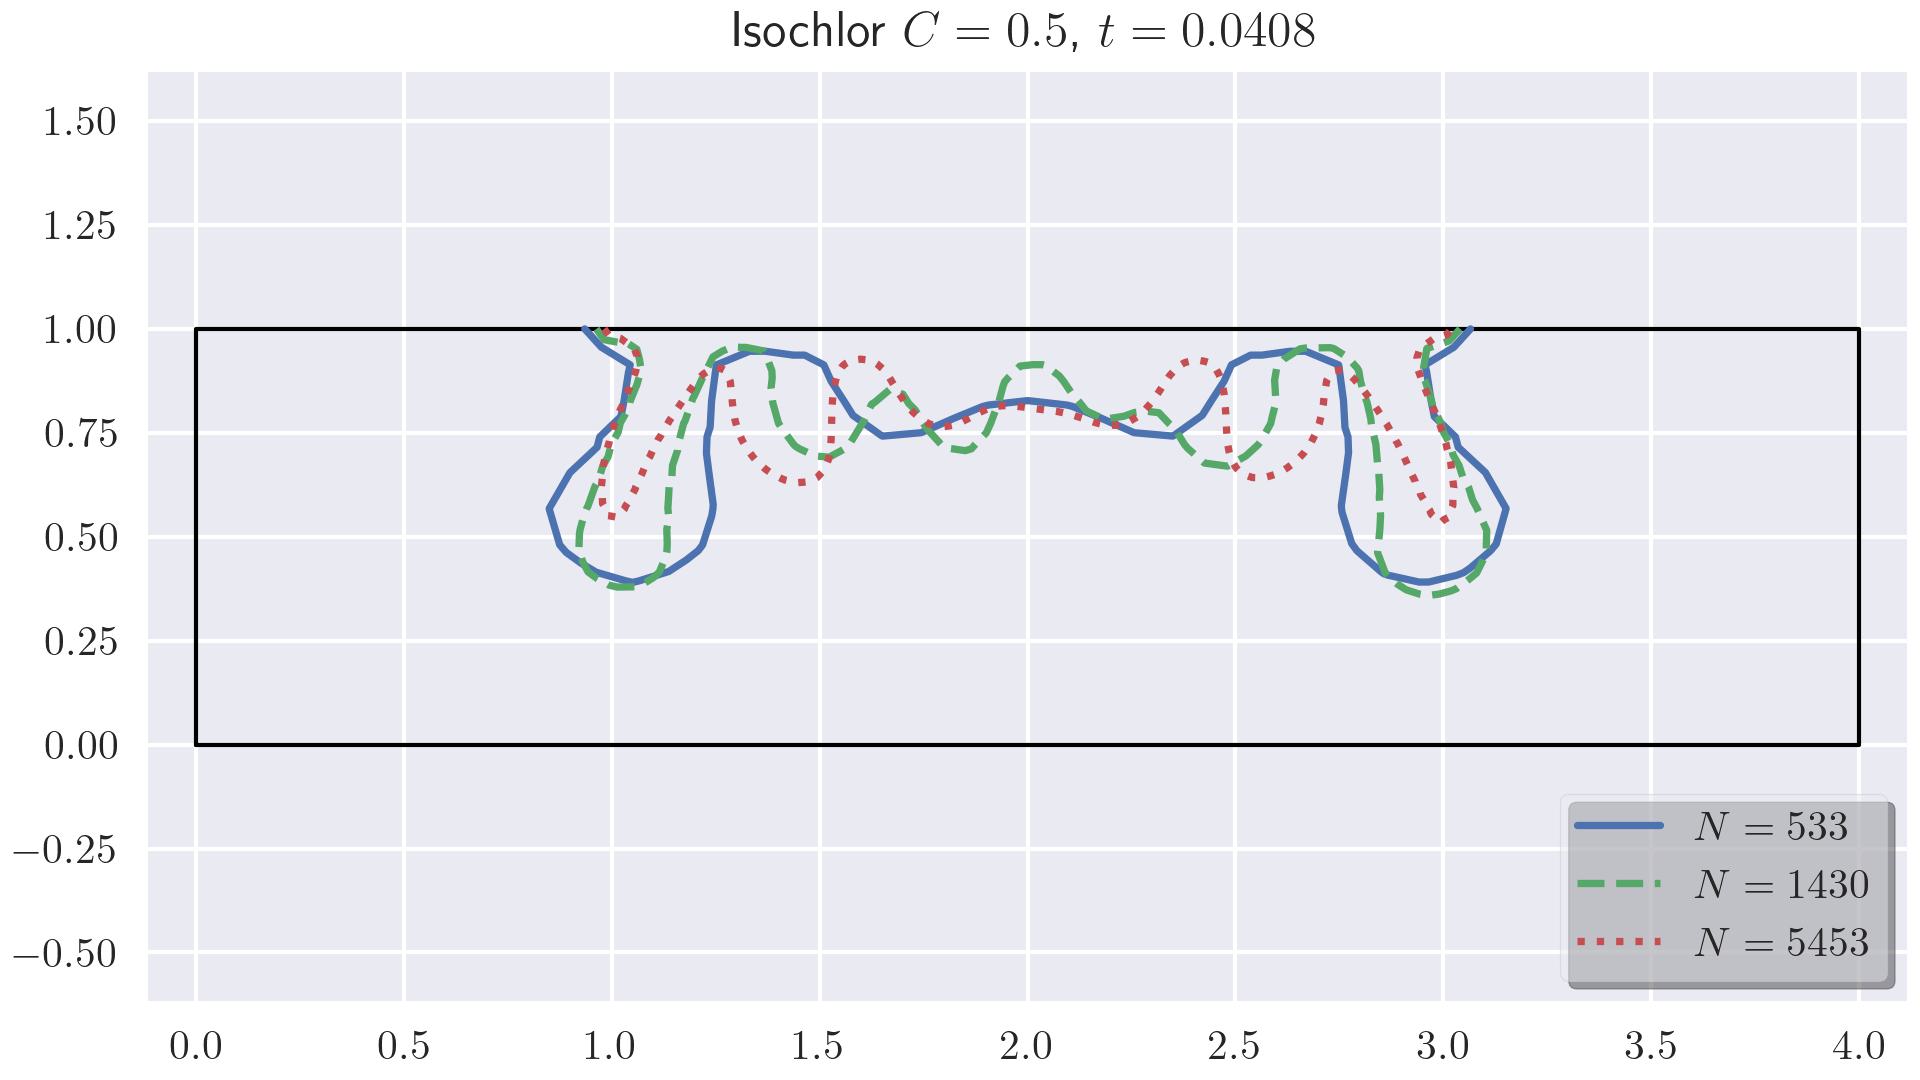 Isochlor C = 0.5, t = 0.0408
1.50
1.25
1.00
0.75
0.50
0.25
0.00
−0.25
−0.50
0.0 0.5 1.0 1.5 2.0 2.5 3.0 3.5 4.0
N = 533
N = 1430
N = 5453